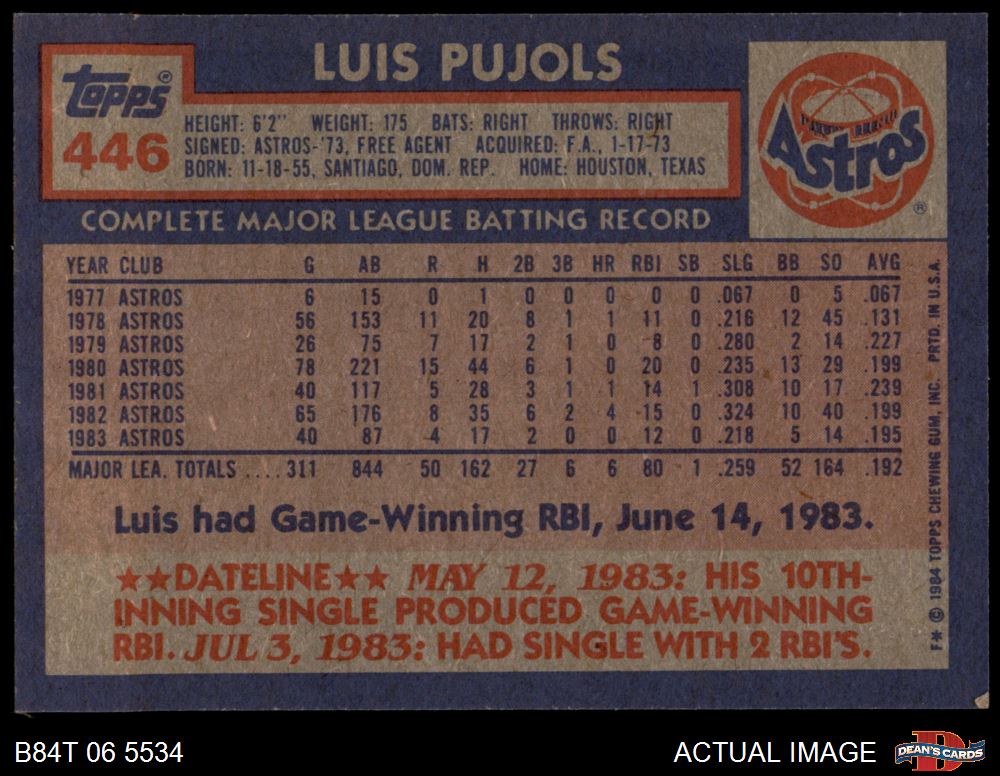 LUIS PUJOLS
Topps®
446
HEIGHT: 6'2" WEIGHT: 175 BATS: RIGHT THROWS: RIGHT
SIGNED: ASTROS-'73, FREE AGENT ACQUIRED: F.A., 1-17-73
BORN: 11-18-55, SANTIAGO, DOM. REP. HOME: HOUSTON, TEXAS
Astros
®
COMPLETE MAJOR LEAGUE BATTING RECORD
YEAR CLUB G AB R H 2B 3B HR RBI SB SLG BB SO AVG
1977 ASTROS 6 15 0 1 0 0 0 0 0 .067 0 5 .067
1978 ASTROS 56 153 11 20 8 1 1 11 0 .216 12 45 .131
1979 ASTROS 26 75 7 17 2 1 0 8 0 .280 2 14 .227
1980 ASTROS 78 221 15 44 6 1 0 20 0 .235 13 29 .199
1981 ASTROS 40 117 5 28 3 1 1 14 1 .308 10 17 .239
1982 ASTROS 65 176 8 35 6 2 4 15 0 .324 10 40 .199
1983 ASTROS 40 87 4 17 2 0 0 12 0 .218 5 14 .195
MAJOR LEA. TOTALS .... 311 844 50 162 27 6 6 80 1 .259 52 164 .192
Luis had Game-Winning RBI, June 14, 1983.
★★DATELINE★★ MAY 12, 1983: HIS 10TH-
INNING SINGLE PRODUCED GAME-WINNING
RBI. JUL 3, 1983: HAD SINGLE WITH 2 RBI'S.
F* © 1984 TOPPS CHEWING GUM, INC. PRTD. IN U.S.A.
B84T 06 5534
ACTUAL IMAGE
DEAN'S CARDS